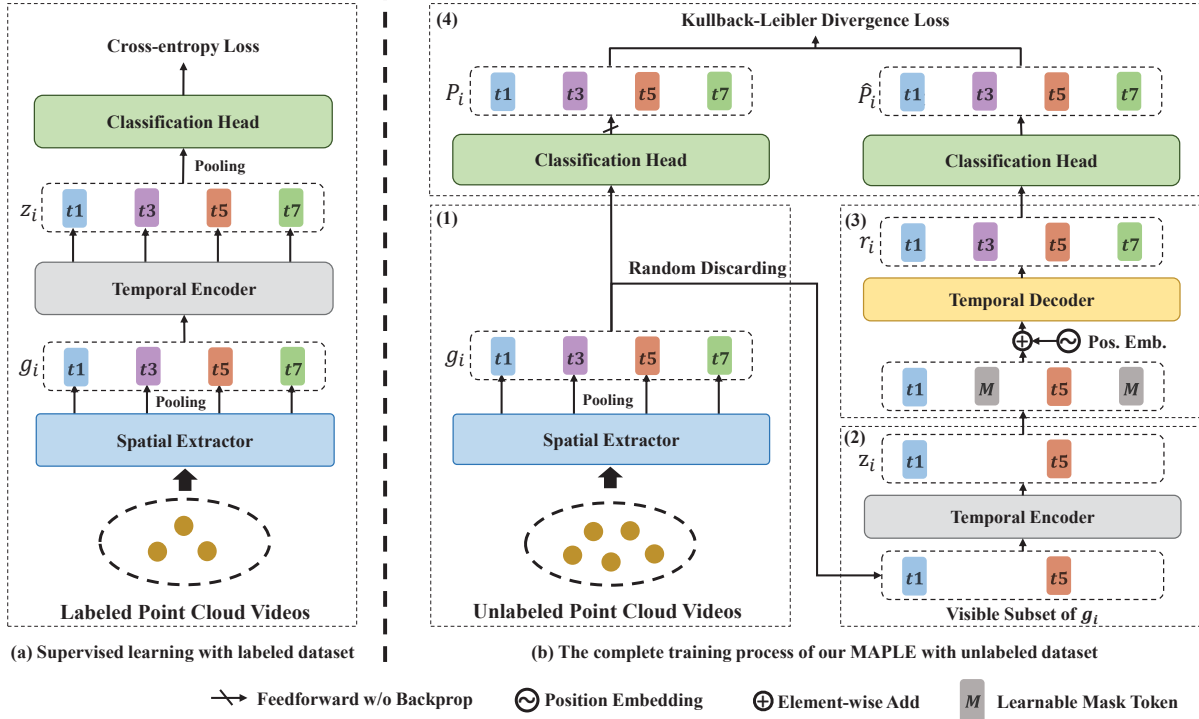 Cross-entropy Loss
Classification Head
Pooling
z_i t1 t3 t5 t7
Temporal Encoder
g_i t1 t3 t5 t7
Pooling
Spatial Extractor
Labeled Point Cloud Videos
(a) Supervised learning with labeled dataset
(4) Kullback-Leibler Divergence Loss
P_i t1 t3 t5 t7
P̂_i t1 t3 t5 t7
Classification Head
Classification Head
(1)
Random Discarding
g_i t1 t3 t5 t7
Pooling
Spatial Extractor
Unlabeled Point Cloud Videos
(3)
r_i t1 t3 t5 t7
Temporal Decoder
Pos. Emb.
t1 M t5 M
(2)
z_i t1 t5
Temporal Encoder
t1 t5
Visible Subset of g_i
(b) The complete training process of our MAPLE with unlabeled dataset
Feedforward w/o Backprop
Position Embedding
Element-wise Add
M Learnable Mask Token